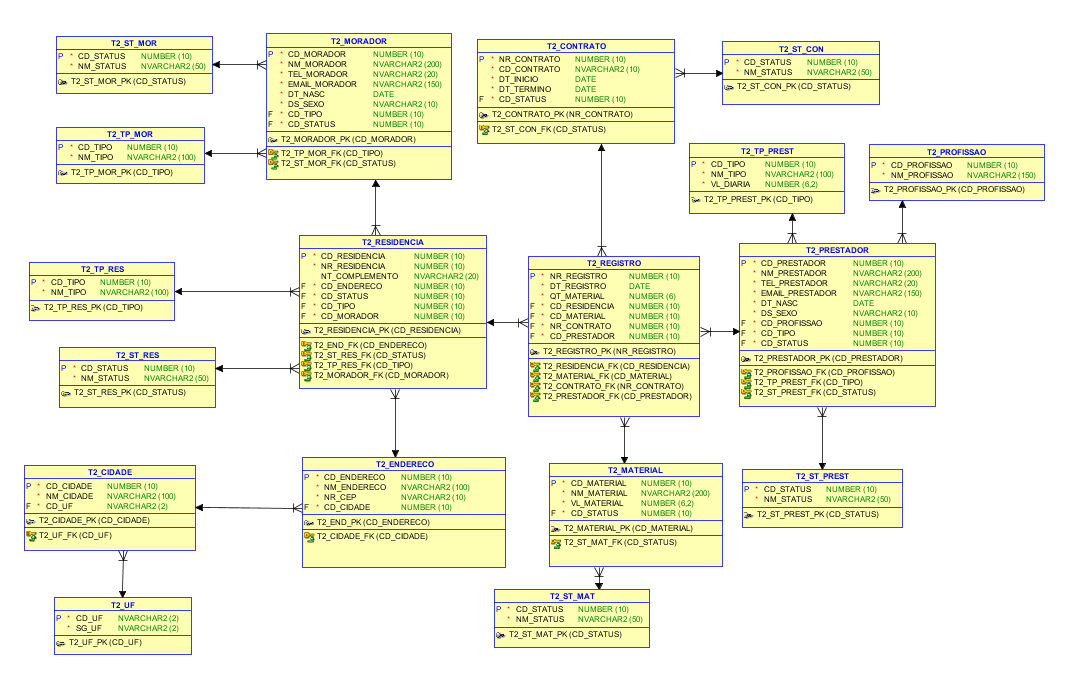 T2_ST_MOR
P * CD_STATUS NUMBER (10)
* NM_STATUS NVARCHAR2 (50)
T2_ST_MOR_PK (CD_STATUS)
T2_MORADOR
P * CD_MORADOR NUMBER (10)
* NM_MORADOR NVARCHAR2 (200)
* TEL_MORADOR NVARCHAR2 (20)
* EMAIL_MORADOR NVARCHAR2 (150)
* DT_NASC DATE
* DS_SEXO NVARCHAR2 (10)
F * CD_TIPO NUMBER (10)
F * CD_STATUS NUMBER (10)
T2_MORADOR_PK (CD_MORADOR)
T2_TP_MOR_FK (CD_TIPO)
T2_ST_MOR_FK (CD_STATUS)
T2_CONTRATO
P * NR_CONTRATO NUMBER (10)
* CD_CONTRATO NVARCHAR2 (10)
* DT_INICIO DATE
* DT_TERMINO DATE
F * CD_STATUS NUMBER (10)
T2_CONTRATO_PK (NR_CONTRATO)
T2_ST_CON_FK (CD_STATUS)
T2_ST_CON
P * CD_STATUS NUMBER (10)
* NM_STATUS NVARCHAR2 (50)
T2_ST_CON_PK (CD_STATUS)
T2_TP_MOR
P * CD_TIPO NUMBER (10)
* NM_TIPO NVARCHAR2 (100)
T2_TP_MOR_PK (CD_TIPO)
T2_TP_PREST
P * CD_TIPO NUMBER (10)
* NM_TIPO NVARCHAR2 (100)
* VL_DIARIA NUMBER (6,2)
T2_TP_PREST_PK (CD_TIPO)
T2_PROFISSAO
P * CD_PROFISSAO NUMBER (10)
* NM_PROFISSAO NVARCHAR2 (150)
T2_PROFISSAO_PK (CD_PROFISSAO)
T2_TP_RES
P * CD_TIPO NUMBER (10)
* NM_TIPO NVARCHAR2 (100)
T2_TP_RES_PK (CD_TIPO)
T2_RESIDENCIA
P * CD_RESIDENCIA NUMBER (10)
* NR_RESIDENCIA NUMBER (10)
NT_COMPLEMENTO NVARCHAR2 (20)
F * CD_ENDERECO NUMBER (10)
F * CD_STATUS NUMBER (10)
F * CD_TIPO NUMBER (10)
F * CD_MORADOR NUMBER (10)
T2_RESIDENCIA_PK (CD_RESIDENCIA)
T2_END_FK (CD_ENDERECO)
T2_ST_RES_FK (CD_STATUS)
T2_TP_RES_FK (CD_TIPO)
T2_MORADOR_FK (CD_MORADOR)
T2_REGISTRO
P * NR_REGISTRO NUMBER (10)
* DT_REGISTRO DATE
* QT_MATERIAL NUMBER (6)
F * CD_RESIDENCIA NUMBER (10)
F * CD_MATERIAL NUMBER (10)
F * NR_CONTRATO NUMBER (10)
F * CD_PRESTADOR NUMBER (10)
T2_REGISTRO_PK (NR_REGISTRO)
T2_RESIDENCIA_FK (CD_RESIDENCIA)
T2_MATERIAL_FK (CD_MATERIAL)
T2_CONTRATO_FK (NR_CONTRATO)
T2_PRESTADOR_FK (CD_PRESTADOR)
T2_PRESTADOR
P * CD_PRESTADOR NUMBER (10)
* NM_PRESTADOR NVARCHAR2 (200)
* TEL_PRESTADOR NVARCHAR2 (20)
* EMAIL_PRESTADOR NVARCHAR2 (150)
* DT_NASC DATE
* DS_SEXO NVARCHAR2 (10)
F * CD_PROFISSAO NUMBER (10)
F * CD_TIPO NUMBER (10)
F * CD_STATUS NUMBER (10)
T2_PRESTADOR_PK (CD_PRESTADOR)
T2_PROFISSAO_FK (CD_PROFISSAO)
T2_TP_PREST_FK (CD_TIPO)
T2_ST_PREST_FK (CD_STATUS)
T2_ST_RES
P * CD_STATUS NUMBER (10)
* NM_STATUS NVARCHAR2 (50)
T2_ST_RES_PK (CD_STATUS)
T2_CIDADE
P * CD_CIDADE NUMBER (10)
* NM_CIDADE NVARCHAR2 (100)
F * CD_UF NVARCHAR2 (2)
T2_CIDADE_PK (CD_CIDADE)
T2_UF_FK (CD_UF)
T2_ENDERECO
P * CD_ENDERECO NUMBER (10)
* NM_ENDERECO NVARCHAR2 (100)
* NR_CEP NVARCHAR2 (10)
F * CD_CIDADE NUMBER (10)
T2_END_PK (CD_ENDERECO)
T2_CIDADE_FK (CD_CIDADE)
T2_MATERIAL
P * CD_MATERIAL NUMBER (10)
* NM_MATERIAL NVARCHAR2 (200)
* VL_MATERIAL NUMBER (6,2)
F * CD_STATUS NUMBER (10)
T2_MATERIAL_PK (CD_MATERIAL)
T2_ST_MAT_FK (CD_STATUS)
T2_ST_PREST
P * CD_STATUS NUMBER (10)
* NM_STATUS NVARCHAR2 (50)
T2_ST_PREST_PK (CD_STATUS)
T2_UF
P * CD_UF NVARCHAR2 (2)
* SG_UF NVARCHAR2 (2)
T2_UF_PK (CD_UF)
T2_ST_MAT
P * CD_STATUS NUMBER (10)
* NM_STATUS NVARCHAR2 (50)
T2_ST_MAT_PK (CD_STATUS)